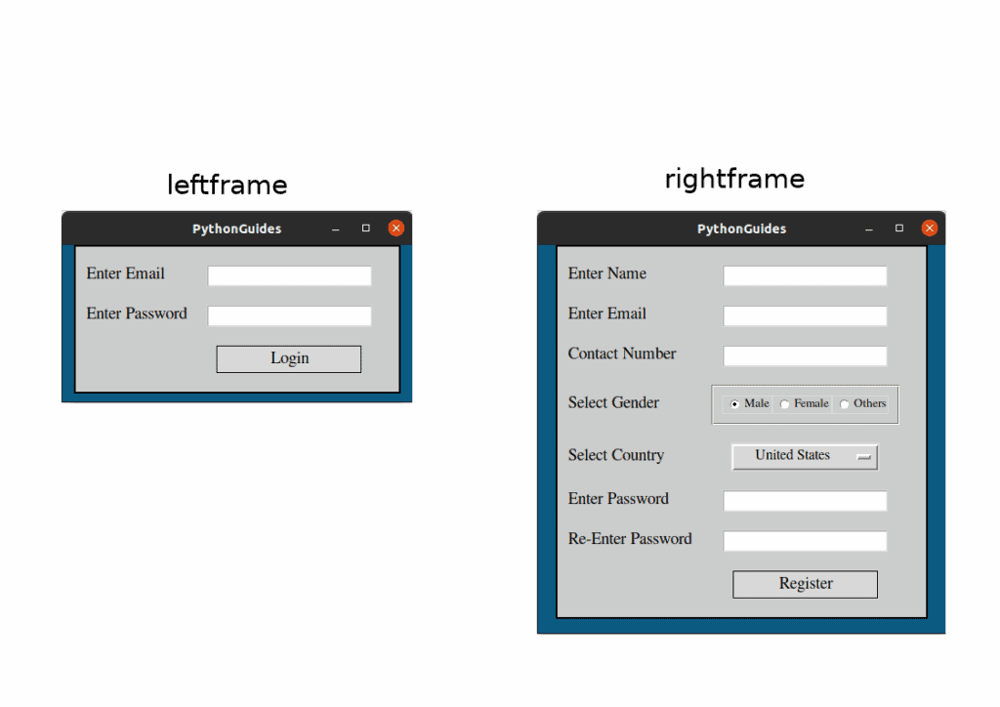 leftframe
PythonGuides
Enter Email
Enter Password
Login
rightframe
PythonGuides
Enter Name
Enter Email
Contact Number
Select Gender Male Female Others
Select Country United States
Enter Password
Re-Enter Password
Register